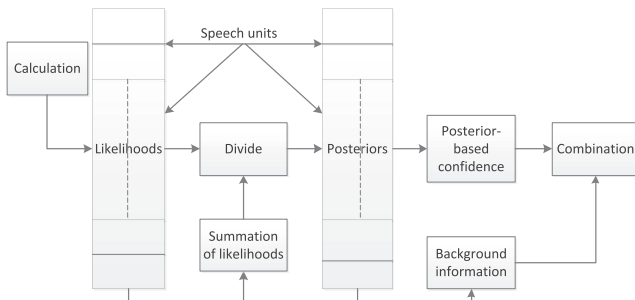 Speech units
Calculation
Likelihoods
Divide
Posteriors
Posterior-
based
confidence
Combination
Summation
of likelihoods
Background
information